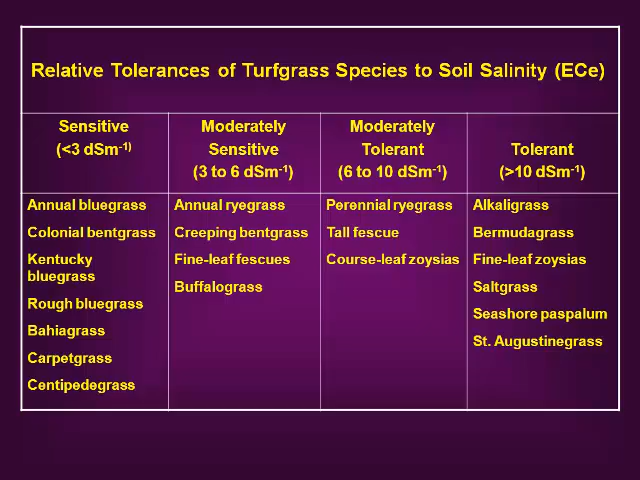 Relative Tolerances of Turfgrass Species to Soil Salinity (ECe)
Sensitive
(<3 dSm⁻¹⁾
Moderately
Sensitive
(3 to 6 dSm⁻¹)
Moderately
Tolerant
(6 to 10 dSm⁻¹)
Tolerant
(>10 dSm⁻¹)
Annual bluegrass
Colonial bentgrass
Kentucky
bluegrass
Rough bluegrass
Bahiagrass
Carpetgrass
Centipedegrass
Annual ryegrass
Creeping bentgrass
Fine-leaf fescues
Buffalograss
Perennial ryegrass
Tall fescue
Course-leaf zoysias
Alkaligrass
Bermudagrass
Fine-leaf zoysias
Saltgrass
Seashore paspalum
St. Augustinegrass